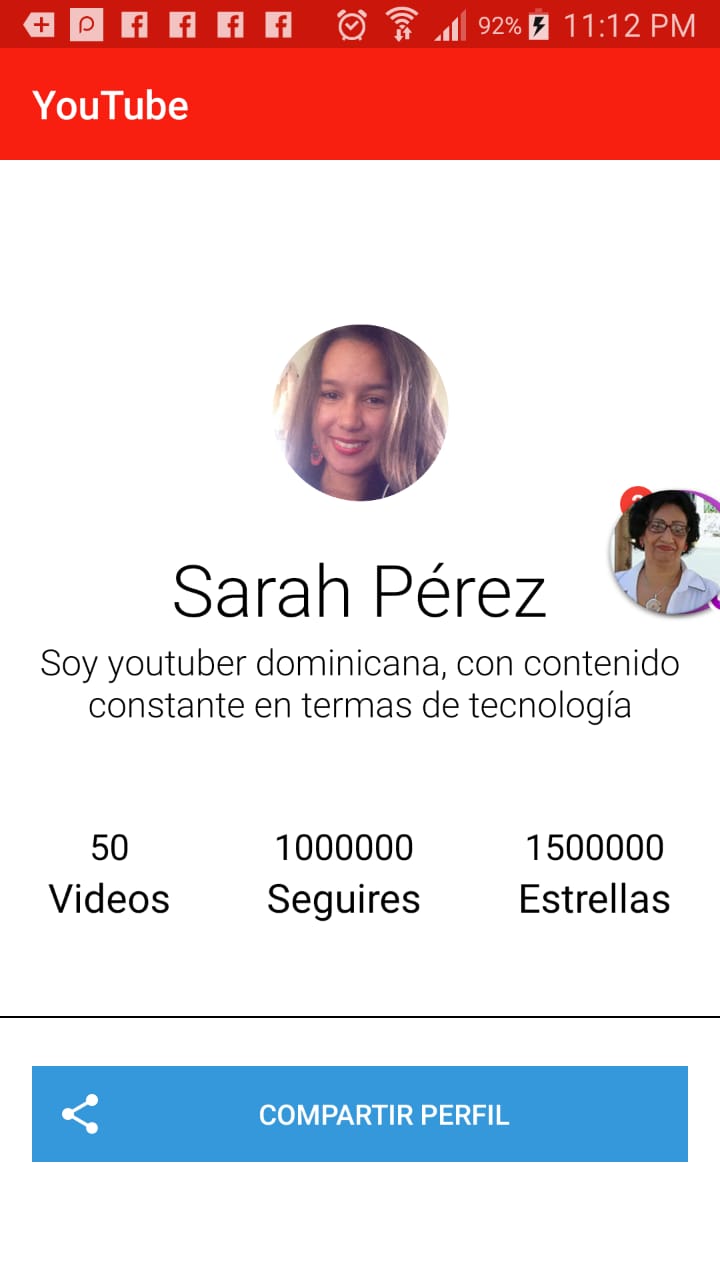 92% 11:12 PM
YouTube
Sarah Pérez
Soy youtuber dominicana, con contenido
constante en termas de tecnología
50 1000000 1500000
Videos Seguires Estrellas
COMPARTIR PERFIL